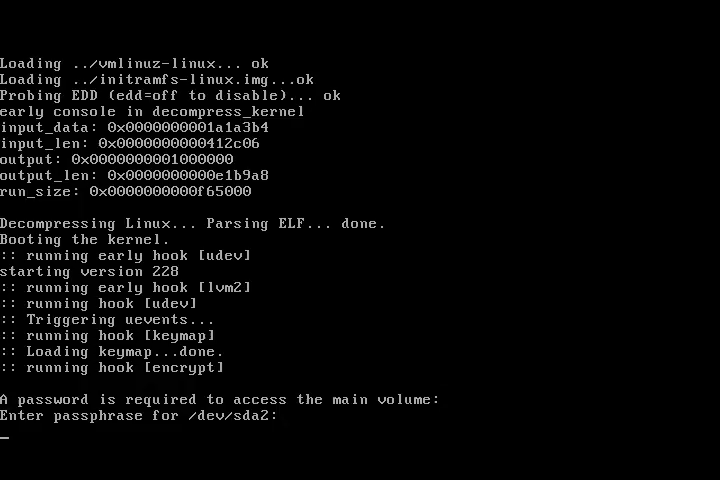 Loading ../vmlinuz-linux... ok
Loading ../initramfs-linux.img...ok
Probing EDD (edd=off to disable)... ok
early console in decompress_kernel
input_data: 0x0000000001a1a3b4
input_len: 0x0000000000412c06
output: 0x0000000001000000
output_len: 0x0000000000e1b9a8
run_size: 0x0000000000f65000
Decompressing Linux... Parsing ELF... done.
Booting the kernel.
:: running early hook [udev]
starting version 228
:: running early hook [lvm2]
:: running hook [udev]
:: Triggering uevents...
:: running hook [keymap]
:: Loading keymap...done.
:: running hook [encrypt]
A password is required to access the main volume:
Enter passphrase for /dev/sda2: